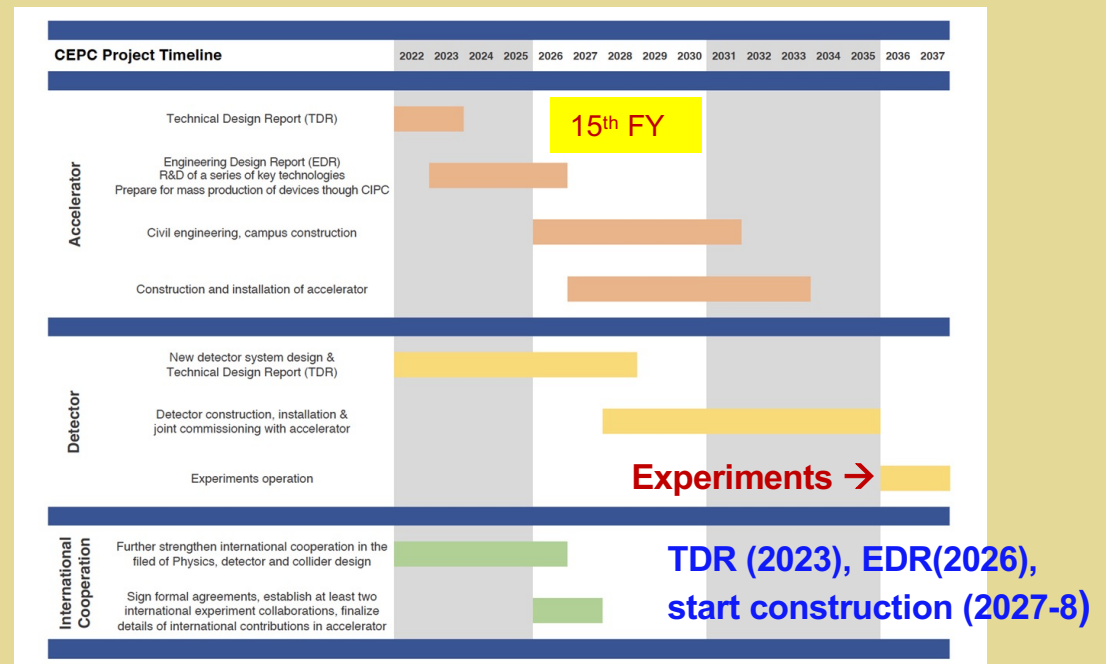 CEPC Project Timeline
2022 2023 2024 2025 2026 2027 2028 2029 2030 2031 2032 2033 2034 2035 2036 2037
Accelerator
Technical Design Report (TDR)
15th FY
Engineering Design Report (EDR)
R&D of a series of key technologies
Prepare for mass production of devices though CIPC
Civil engineering, campus construction
Construction and installation of accelerator
Detector
New detector system design &
Technical Design Report (TDR)
Detector construction, installation &
joint commissioning with accelerator
Experiments operation
Experiments →
International
Cooperation
Further strengthen international cooperation in the
filed of Physics, detector and collider design
Sign formal agreements, establish at least two
international experiment collaborations, finalize
details of international contributions in accelerator
TDR (2023), EDR(2026),
start construction (2027-8)